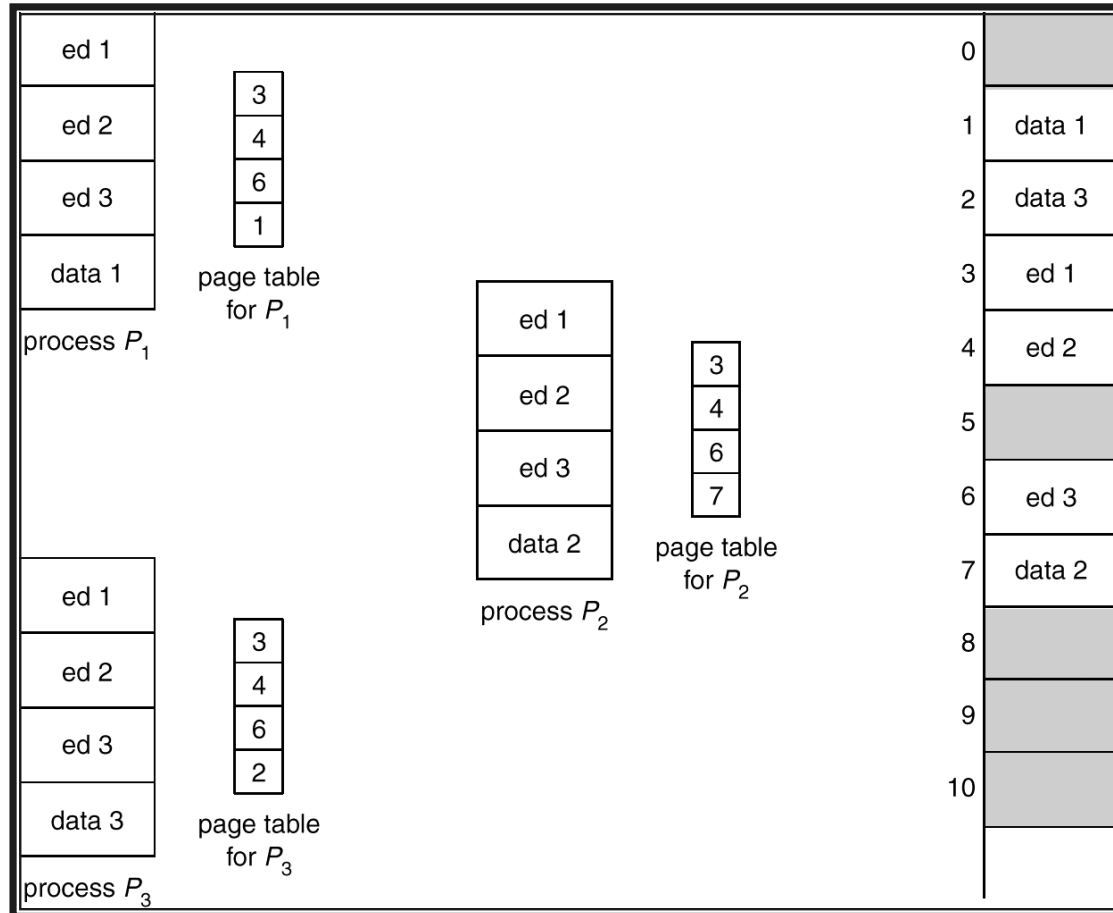 ed 1
ed 2
ed 3
data 1
process P1
3
4
6
1
page table
for P1
ed 1
ed 2
ed 3
data 2
process P2
3
4
6
7
page table
for P2
ed 1
ed 2
ed 3
data 3
process P3
3
4
6
2
page table
for P3
0
1 data 1
2 data 3
3 ed 1
4 ed 2
5
6 ed 3
7 data 2
8
9
10